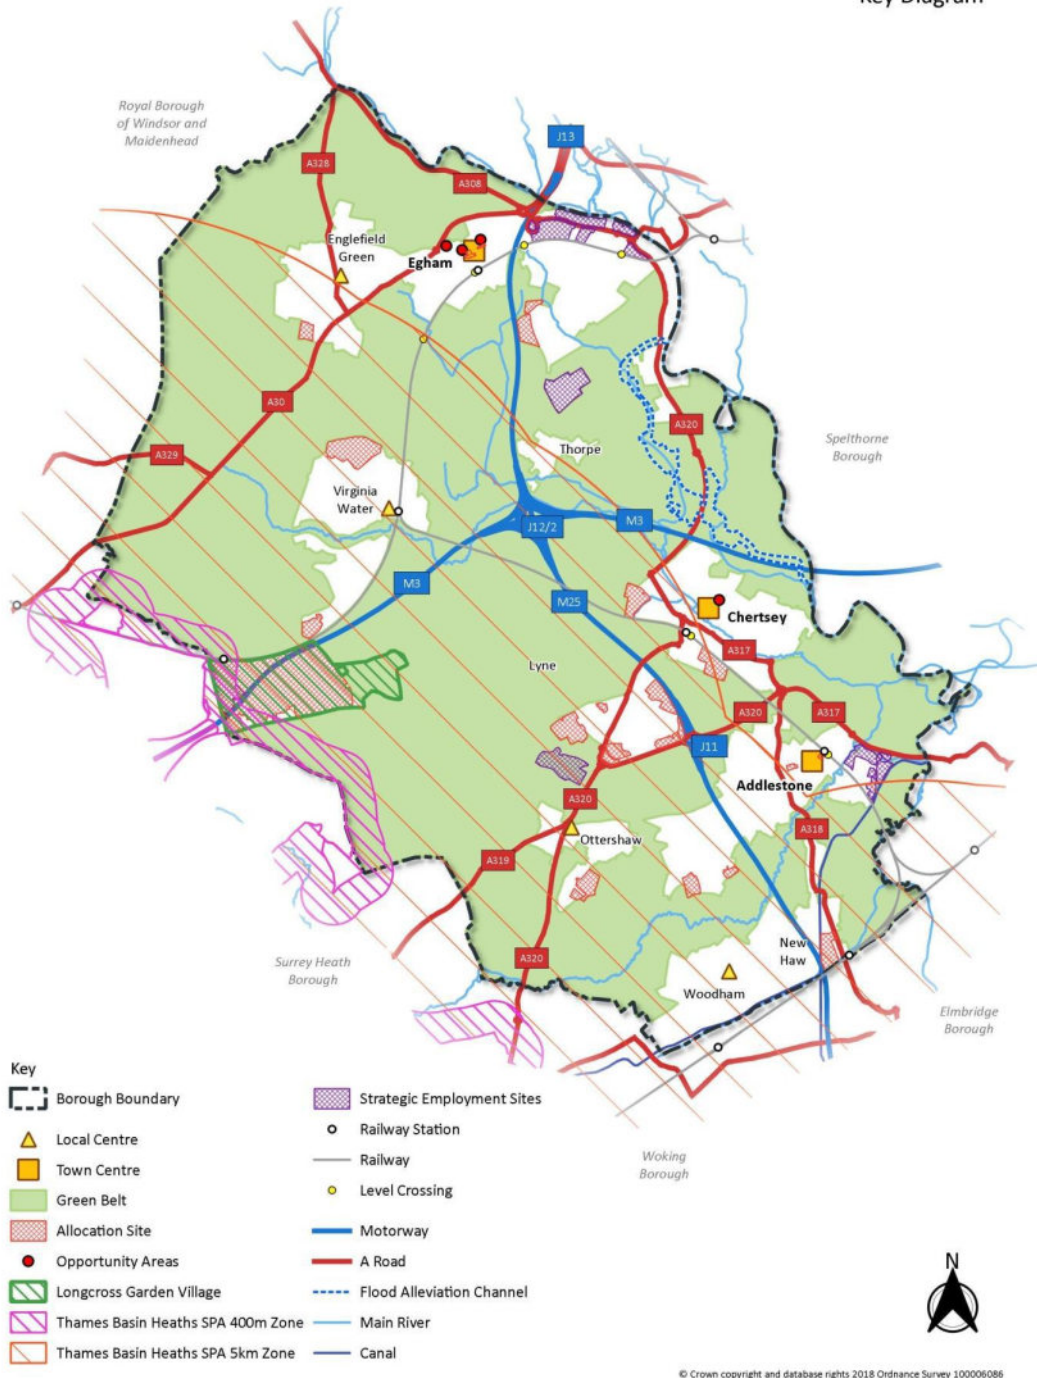 Key Diagram
Royal Borough
of Windsor and
Maidenhead
J13
A328
A308
Englefield
Green
Egham
A30
A320
A329
Thorpe
Spelthorne
Borough
Virginia
Water
J12/2
M3
M3
M25
Chertsey
A317
Lyne
A320
A317
J11
Addlestone
A320
A318
Ottershaw
A319
New
Haw
A320
Surrey Heath
Borough
Woodham
Elmbridge
Borough
Woking
Borough
Key
Borough Boundary
Local Centre
Town Centre
Green Belt
Allocation Site
Opportunity Areas
Longcross Garden Village
Thames Basin Heaths SPA 400m Zone
Thames Basin Heaths SPA 5km Zone
Strategic Employment Sites
Railway Station
Railway
Level Crossing
Motorway
A Road
Flood Alleviation Channel
Main River
Canal
N
© Crown copyright and database rights 2018 Ordnance Survey 100006086